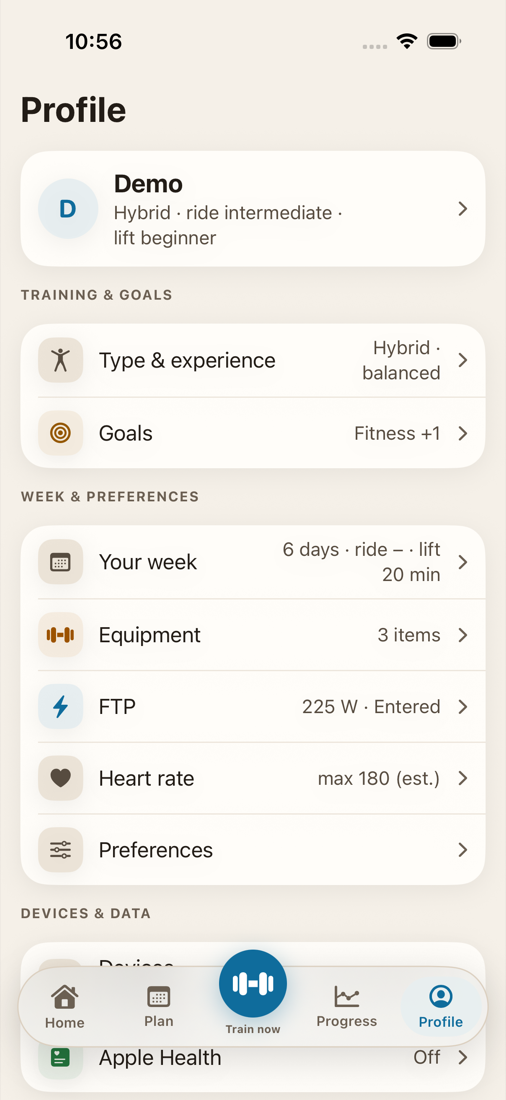 10:56
Profile
D
Demo
Hybrid · ride intermediate ·
lift beginner
TRAINING & GOALS
Type & experience
Hybrid ·
balanced
Goals
Fitness +1
WEEK & PREFERENCES
Your week
6 days · ride – · lift
20 min
Equipment
3 items
FTP
225 W · Entered
Heart rate
max 180 (est.)
Preferences
DEVICES & DATA
Devices
Home
Plan
Train now
Progress
Profile
Apple Health
Off